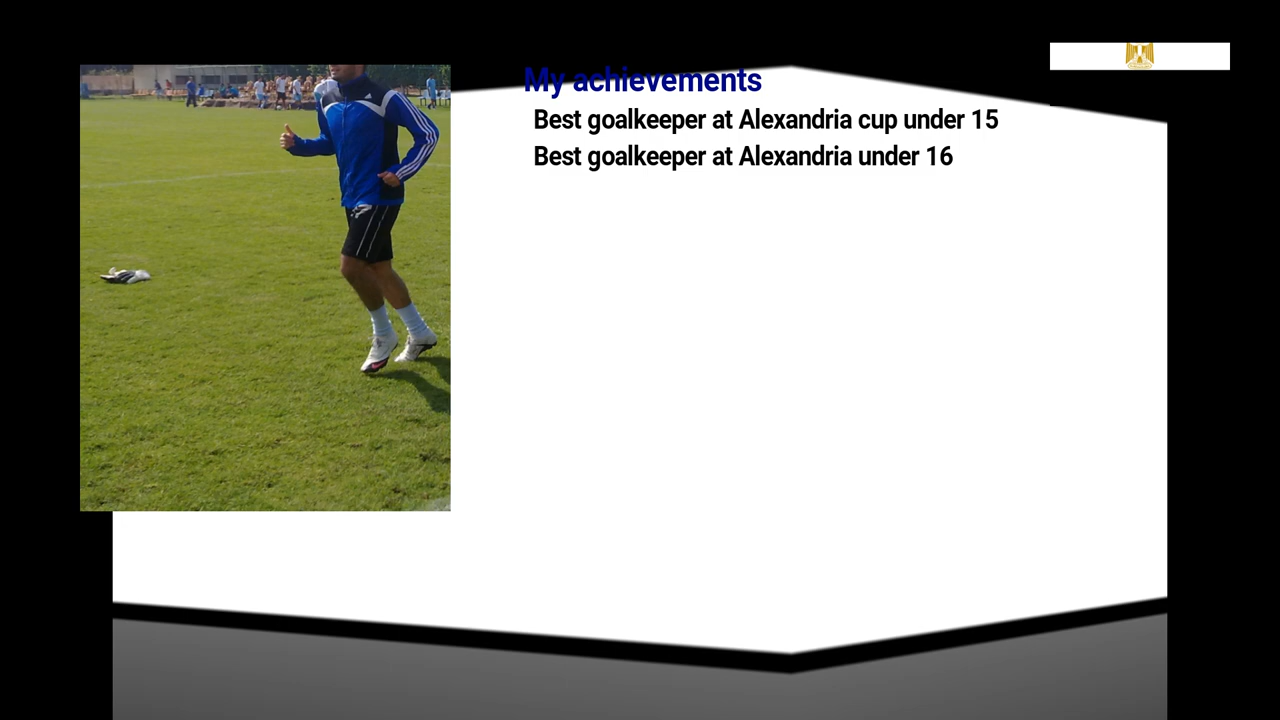 My achievements
Best goalkeeper at Alexandria cup under 15
Best goalkeeper at Alexandria under 16